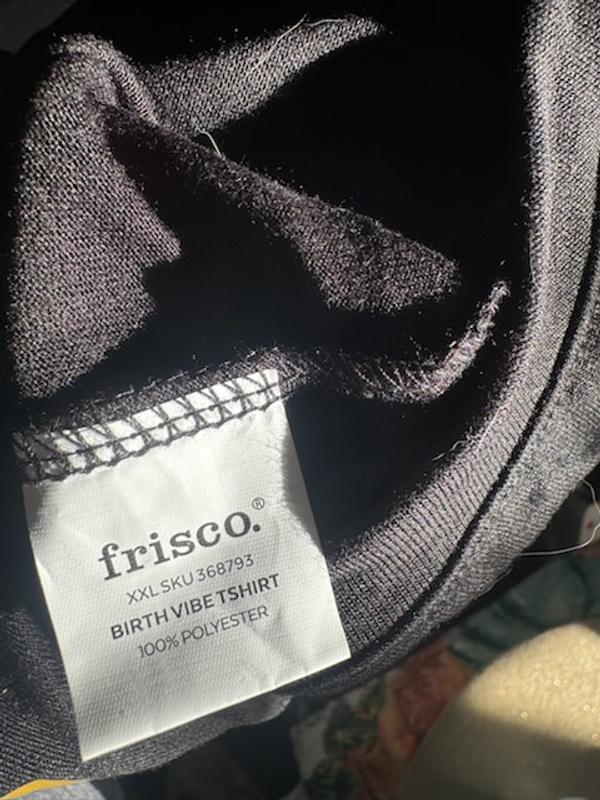 frisco.®
XXL SKU 368793
BIRTH VIBE TSHIRT
100% POLYESTER